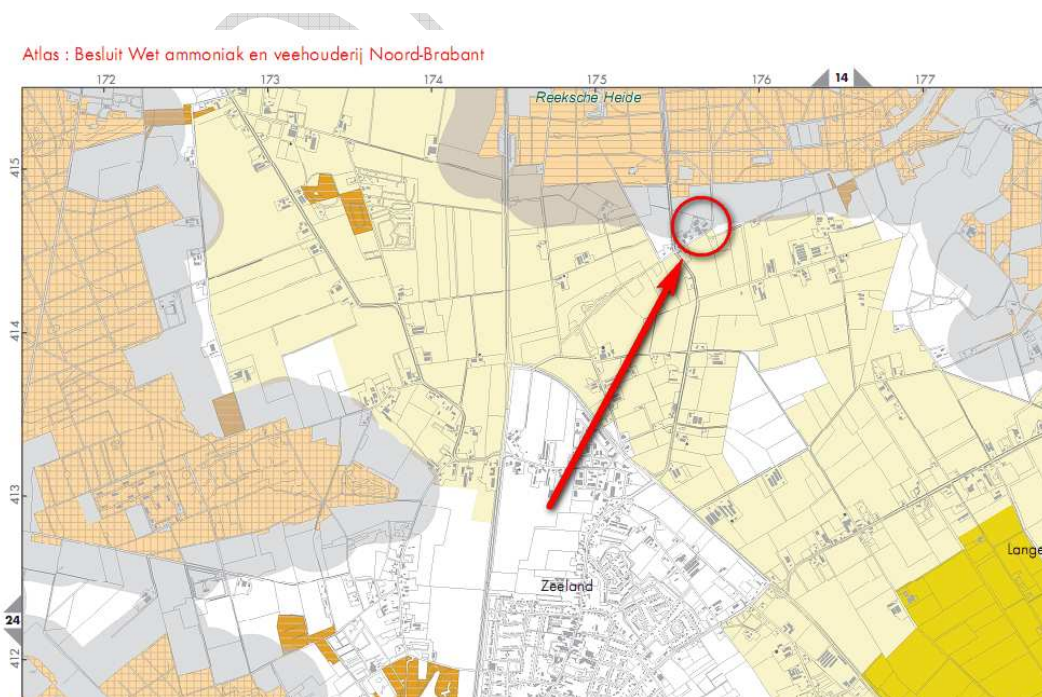 Atlas : Besluit Wet ammoniak en veehouderij Noord-Brabant
172 173 174 175 176 14 177
Reeksche Heide
415
414
413
Lange
Zeeland
24
412